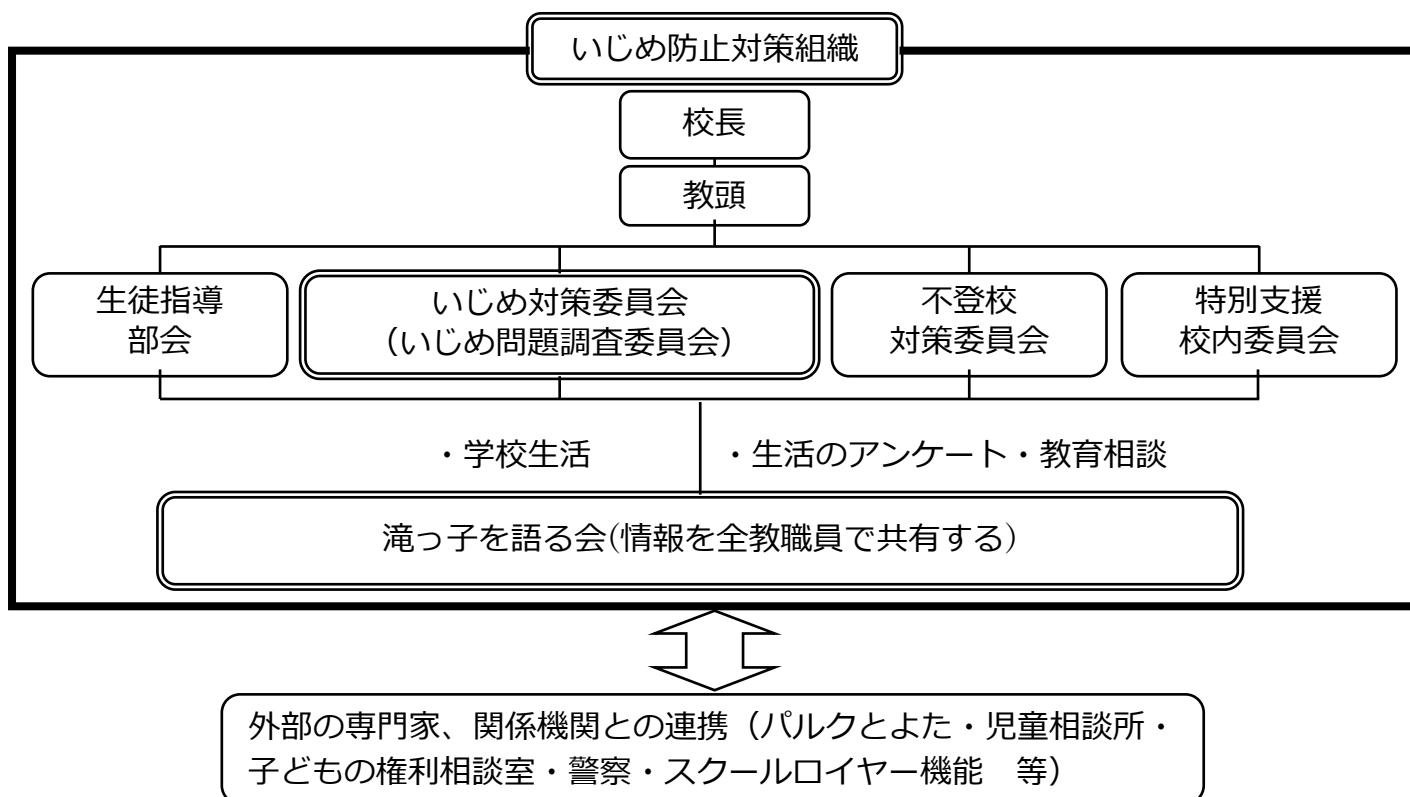 いじめ防止対策組織
校長
教頭
生徒指導
部会
いじめ対策委員会
（いじめ問題調査委員会）
不登校
対策委員会
特別支援
校内委員会
・学校生活
・生活のアンケート・教育相談
滝っ子を語る会(情報を全教職員で共有する）
外部の専門家、関係機関との連携（パルクとよた・児童相談所・
子どもの権利相談室・警察・スクールロイヤー機能　等）